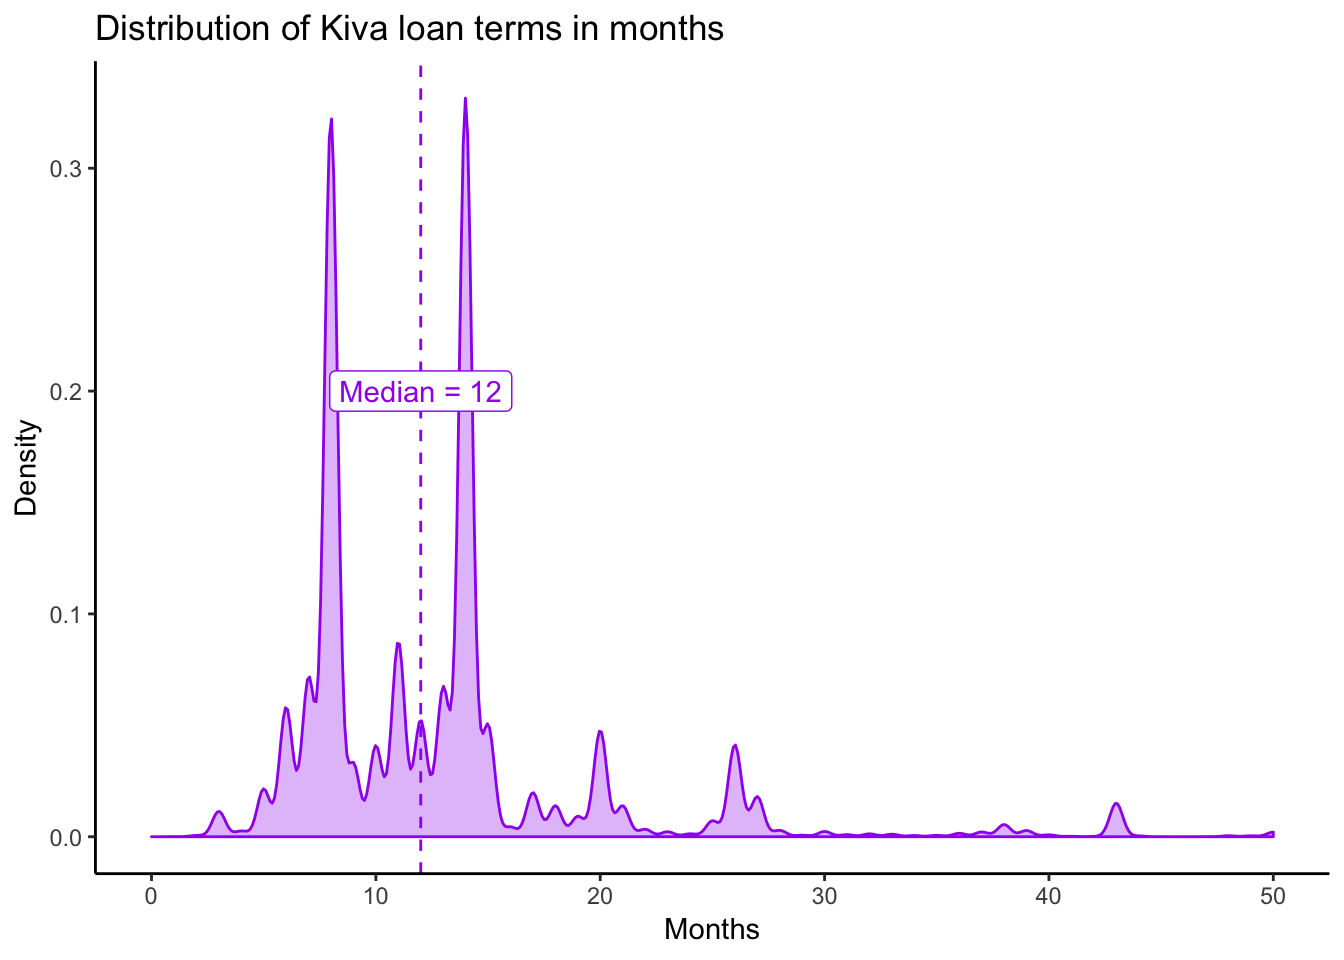 Distribution of Kiva loan terms in months
0.3
0.2
0.1
0.0
Density
Median = 12
0 10 20 30 40 50
Months